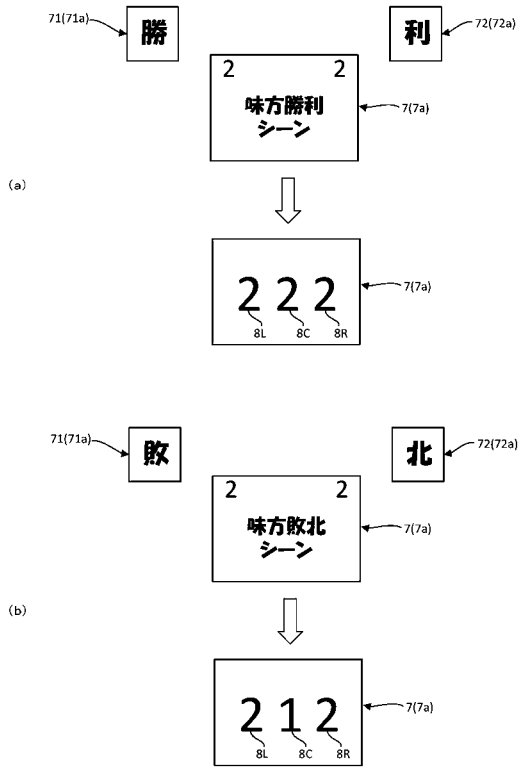 71(71a)
勝
利
72(72a)
2 2
味方勝利
シーン
7(7a)
(a)
2 2 2
8L 8C 8R
7(7a)
71(71a)
敗
北
72(72a)
2 2
味方敗北
シーン
7(7a)
(b)
2 1 2
8L 8C 8R
7(7a)